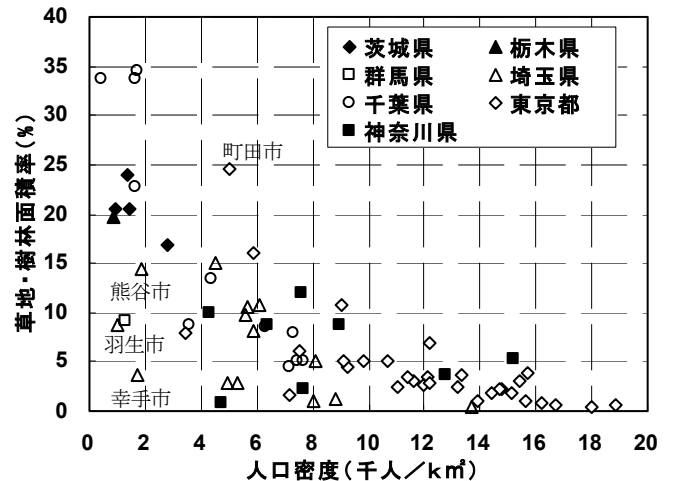 40
35
30
25
20
15
10
5
0
草地・樹林面積率(%)
茨城県 栃木県
群馬県 埼玉県
千葉県 東京都
神奈川県
町田市
熊谷市
羽生市
幸手市
0 2 4 6 8 10 12 14 16 18 20
人口密度(千人/k㎡)